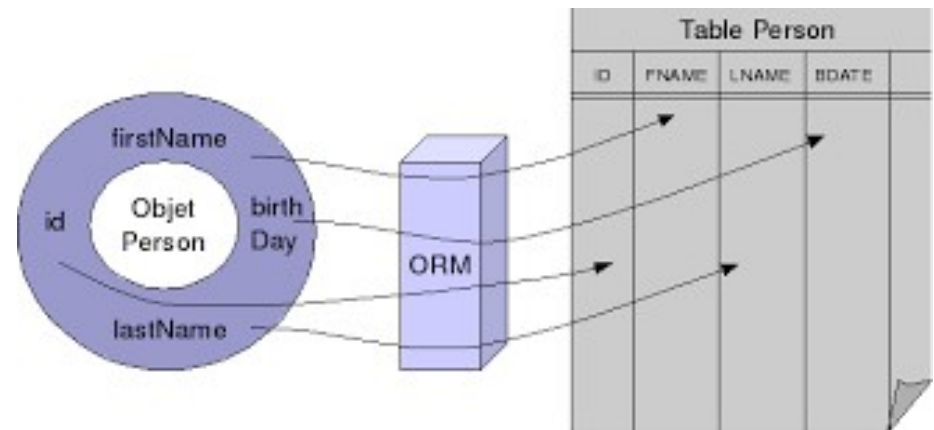 firstName
id
Objet
Person
birth
Day
lastName
ORM
Table Person
ID FNAME LNAME BDATE